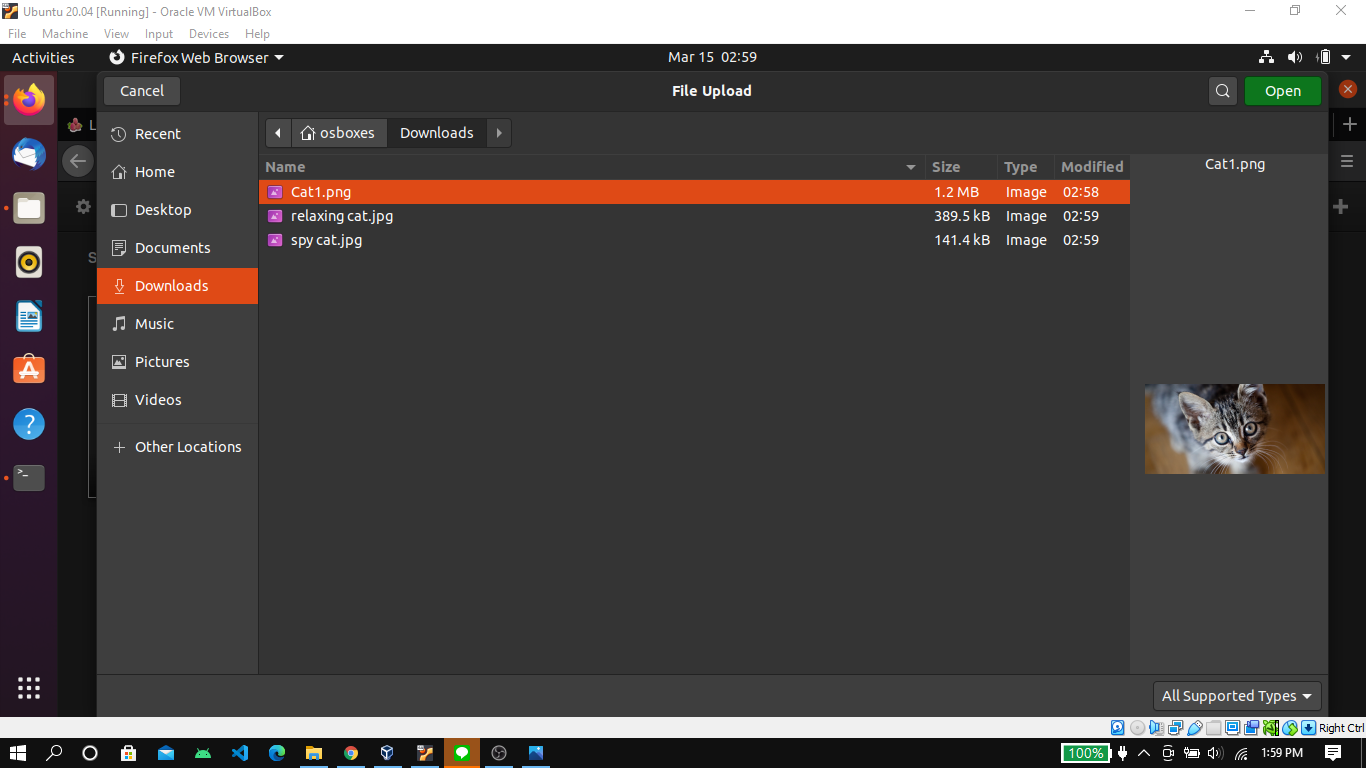 Ubuntu 20.04 [Running] - Oracle VM VirtualBox
File Machine View Input Devices Help
Activities Firefox Web Browser Mar 15 02:59
Cancel File Upload Open
Recent
Home
Desktop
Documents
Downloads
Music
Pictures
Videos
Other Locations
osboxes Downloads
Name Size Type Modified
Cat1.png 1.2 MB Image 02:58
relaxing cat.jpg 389.5 kB Image 02:59
spy cat.jpg 141.4 kB Image 02:59
Cat1.png
All Supported Types
Right Ctrl
100% 1:59 PM